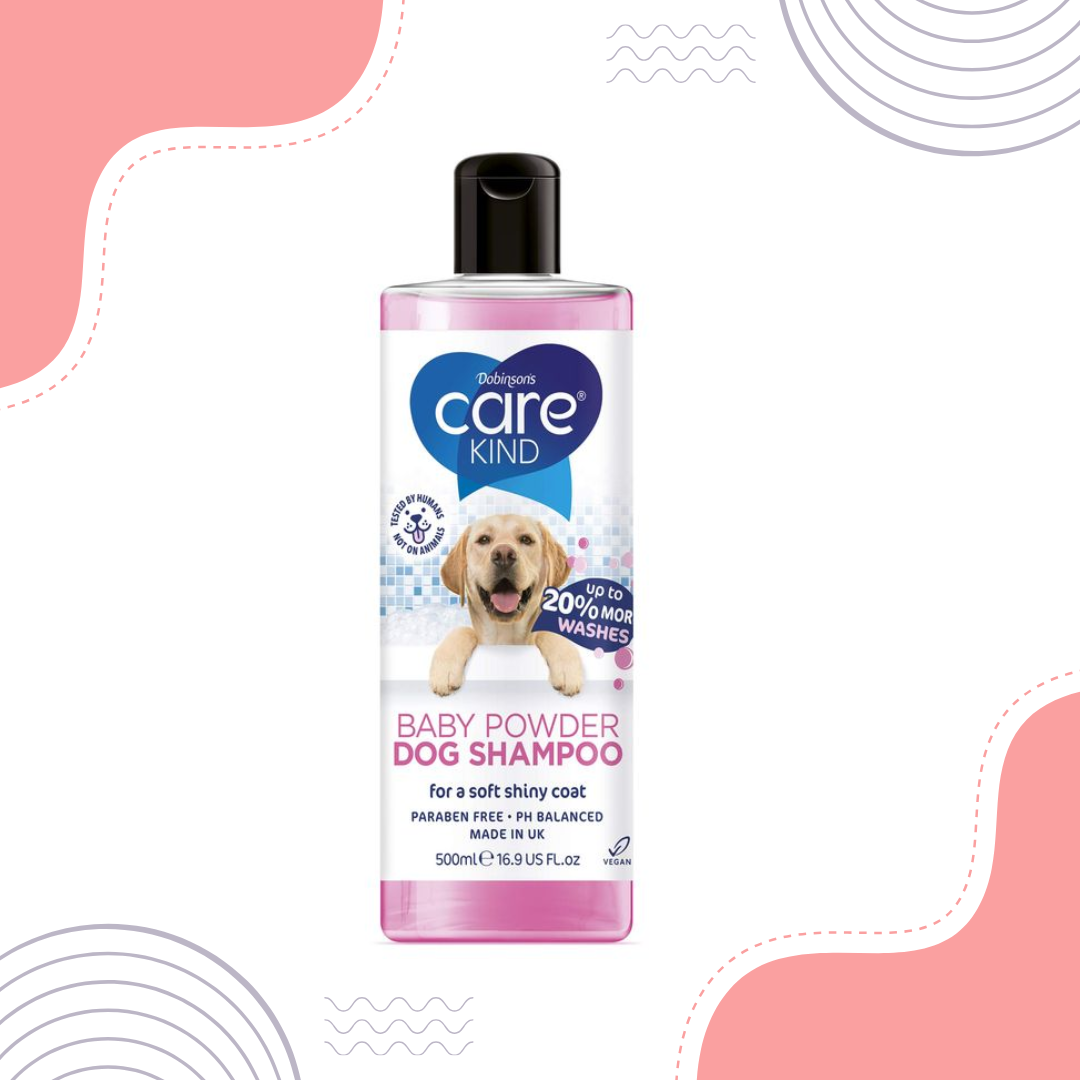 Dobinson's
care®
KIND
TESTED BY HUMANS
NOT ON ANIMALS
up to
20% MOR
WASHES
BABY POWDER
DOG SHAMPOO
for a soft shiny coat
PARABEN FREE • PH BALANCED
MADE IN UK
500ml ℮ 16.9 US FL.oz
VEGAN